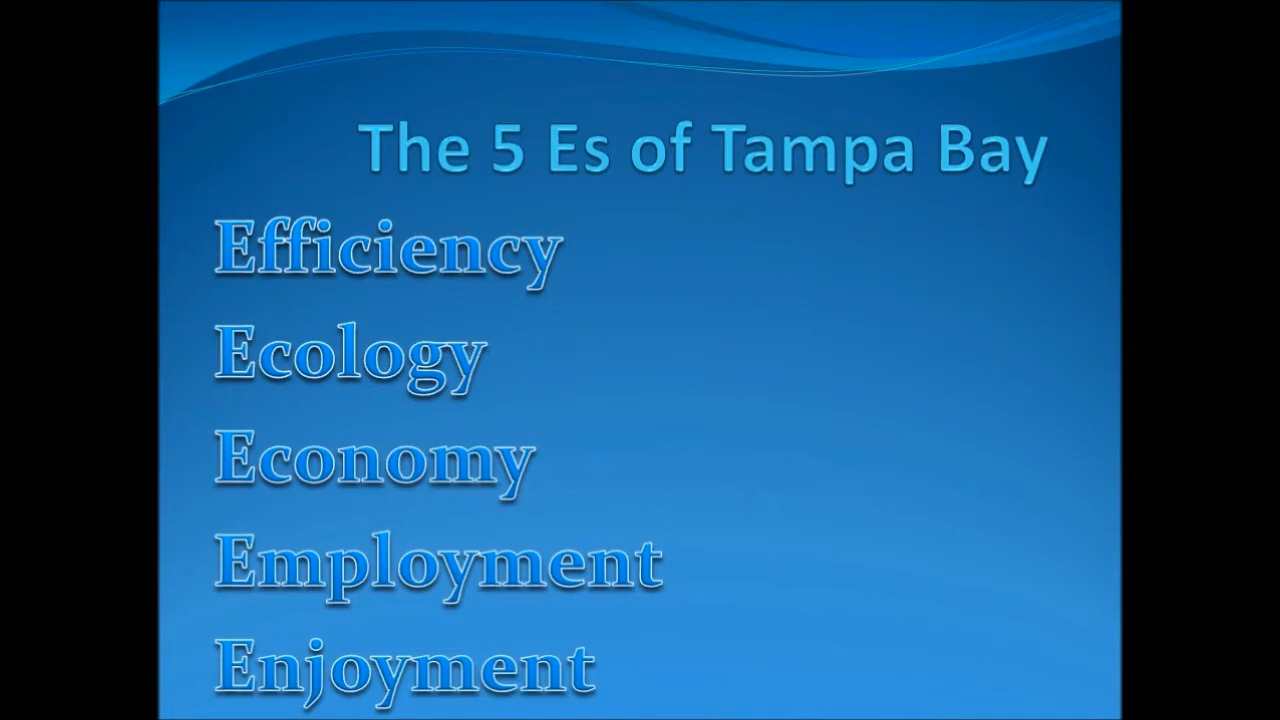 The 5 Es of Tampa Bay
Efficiency
Ecology
Economy
Employment
Enjoyment